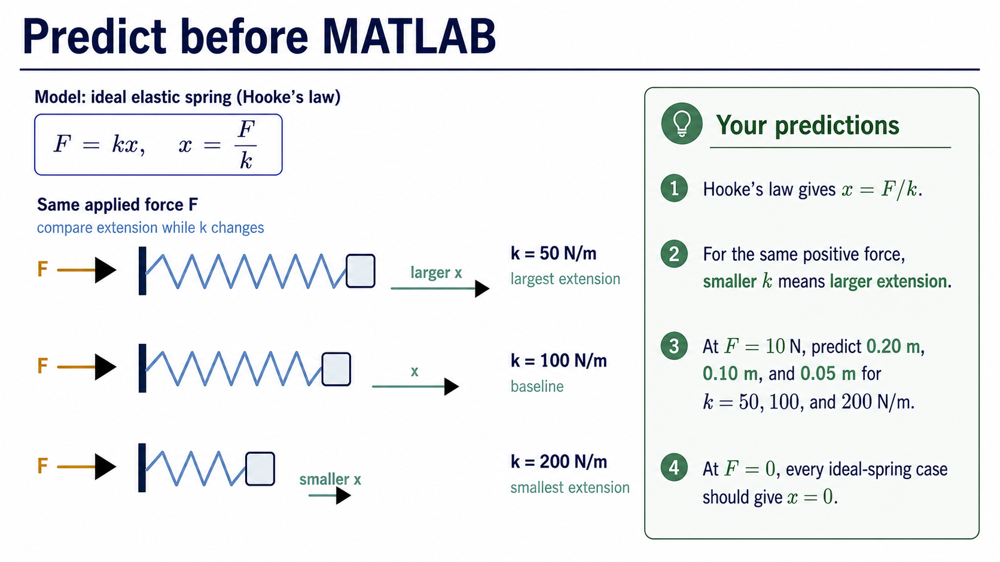 Predict before MATLAB
Model: ideal elastic spring (Hooke's law)
F = kx, x = F/k
Same applied force F
compare extension while k changes
F
larger x
k = 50 N/m
largest extension
F
x
k = 100 N/m
baseline
F
smaller x
k = 200 N/m
smallest extension
Your predictions
1 Hooke's law gives x = F/k.
2 For the same positive force,
smaller k means larger extension.
3 At F = 10 N, predict 0.20 m,
0.10 m, and 0.05 m for
k = 50, 100, and 200 N/m.
4 At F = 0, every ideal-spring case
should give x = 0.